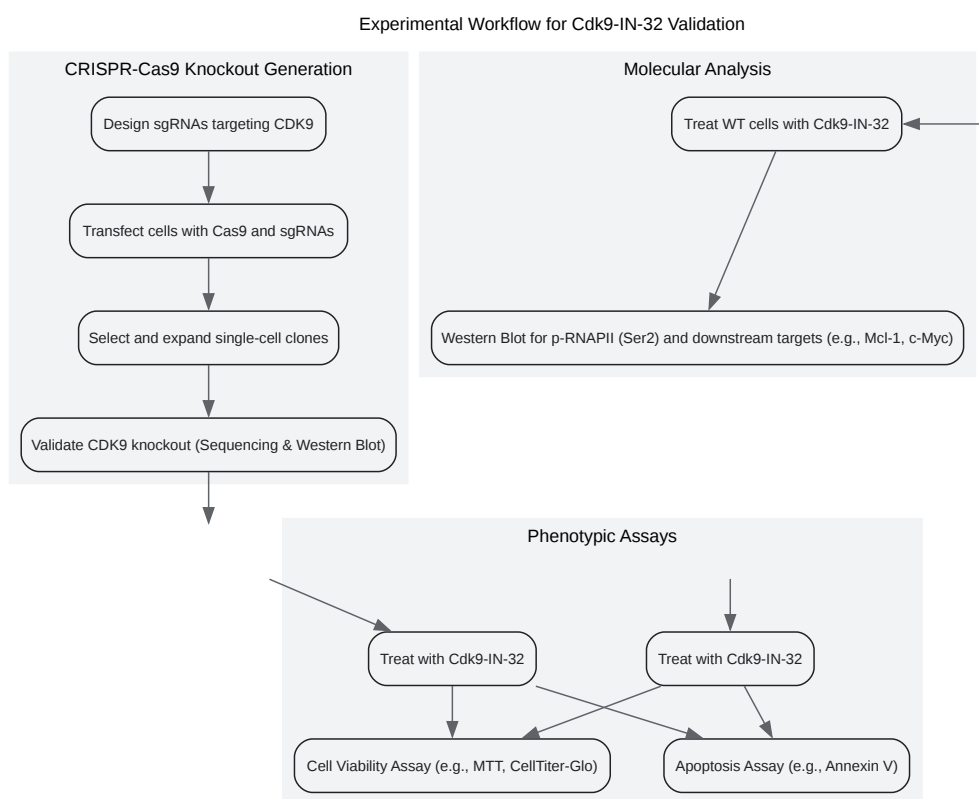 Experimental Workflow for Cdk9-IN-32 Validation
CRISPR-Cas9 Knockout Generation
Design sgRNAs targeting CDK9
Transfect cells with Cas9 and sgRNAs
Select and expand single-cell clones
Validate CDK9 knockout (Sequencing & Western Blot)
Molecular Analysis
Treat WT cells with Cdk9-IN-32
Western Blot for p-RNAPII (Ser2) and downstream targets (e.g., Mcl-1, c-Myc)
Phenotypic Assays
Treat with Cdk9-IN-32
Treat with Cdk9-IN-32
Cell Viability Assay (e.g., MTT, CellTiter-Glo)
Apoptosis Assay (e.g., Annexin V)